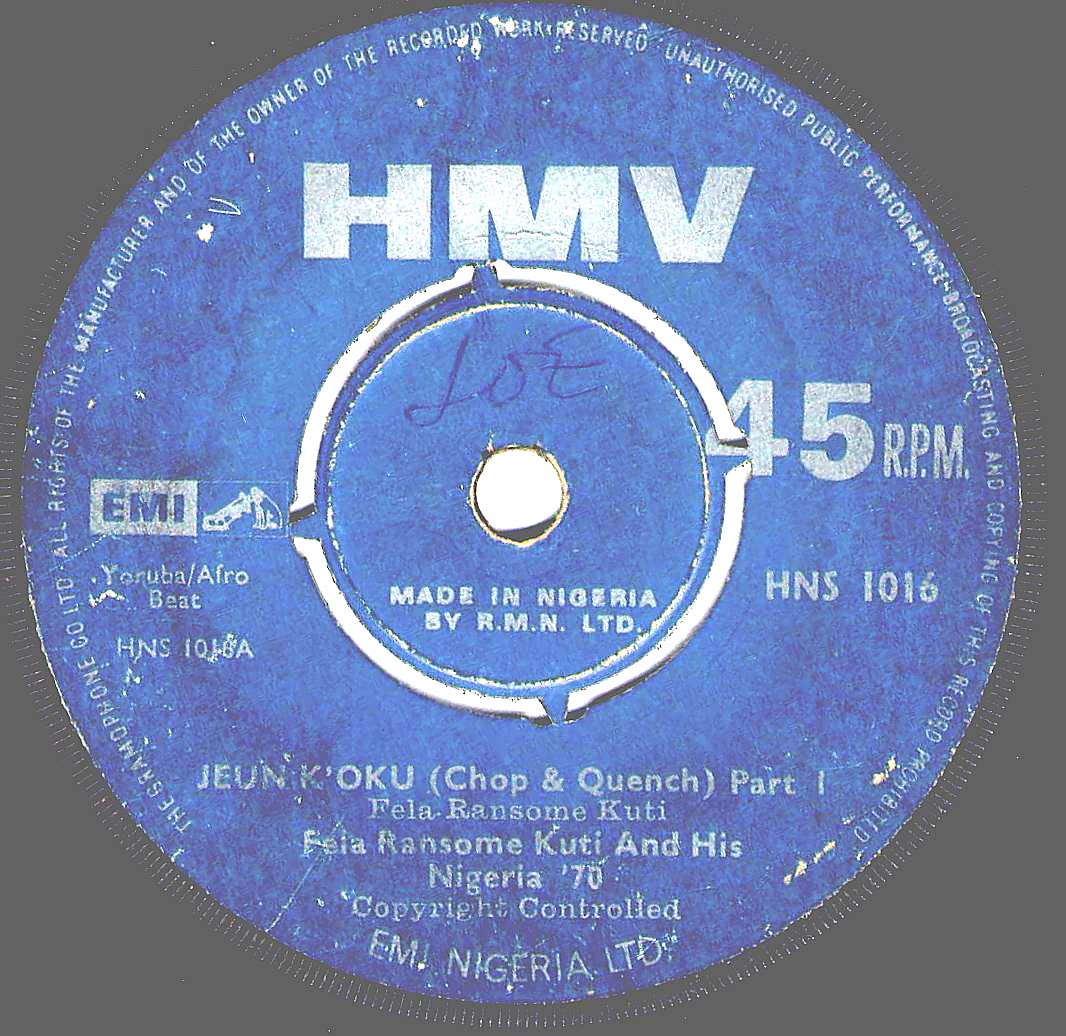 THE GRAMOPHONE CO LTD · ALL RIGHTS OF THE MANUFACTURER AND OF THE OWNER OF THE RECORDED WORK RESERVED · UNAUTHORISED PUBLIC PERFORMANCE · BROADCASTING AND COPYING OF THIS RECORD PROHIBITED
HMV
45 R.P.M.
EMI
Yoruba/Afro
Beat
HNS 1016A
MADE IN NIGERIA
BY R.M.N. LTD.
HNS 1016
JEUN K'OKU (Chop & Quench) Part 1
Fela Ransome Kuti
Fela Ransome Kuti And His
Nigeria '70
Copyright Controlled
EMI NIGERIA LTD.